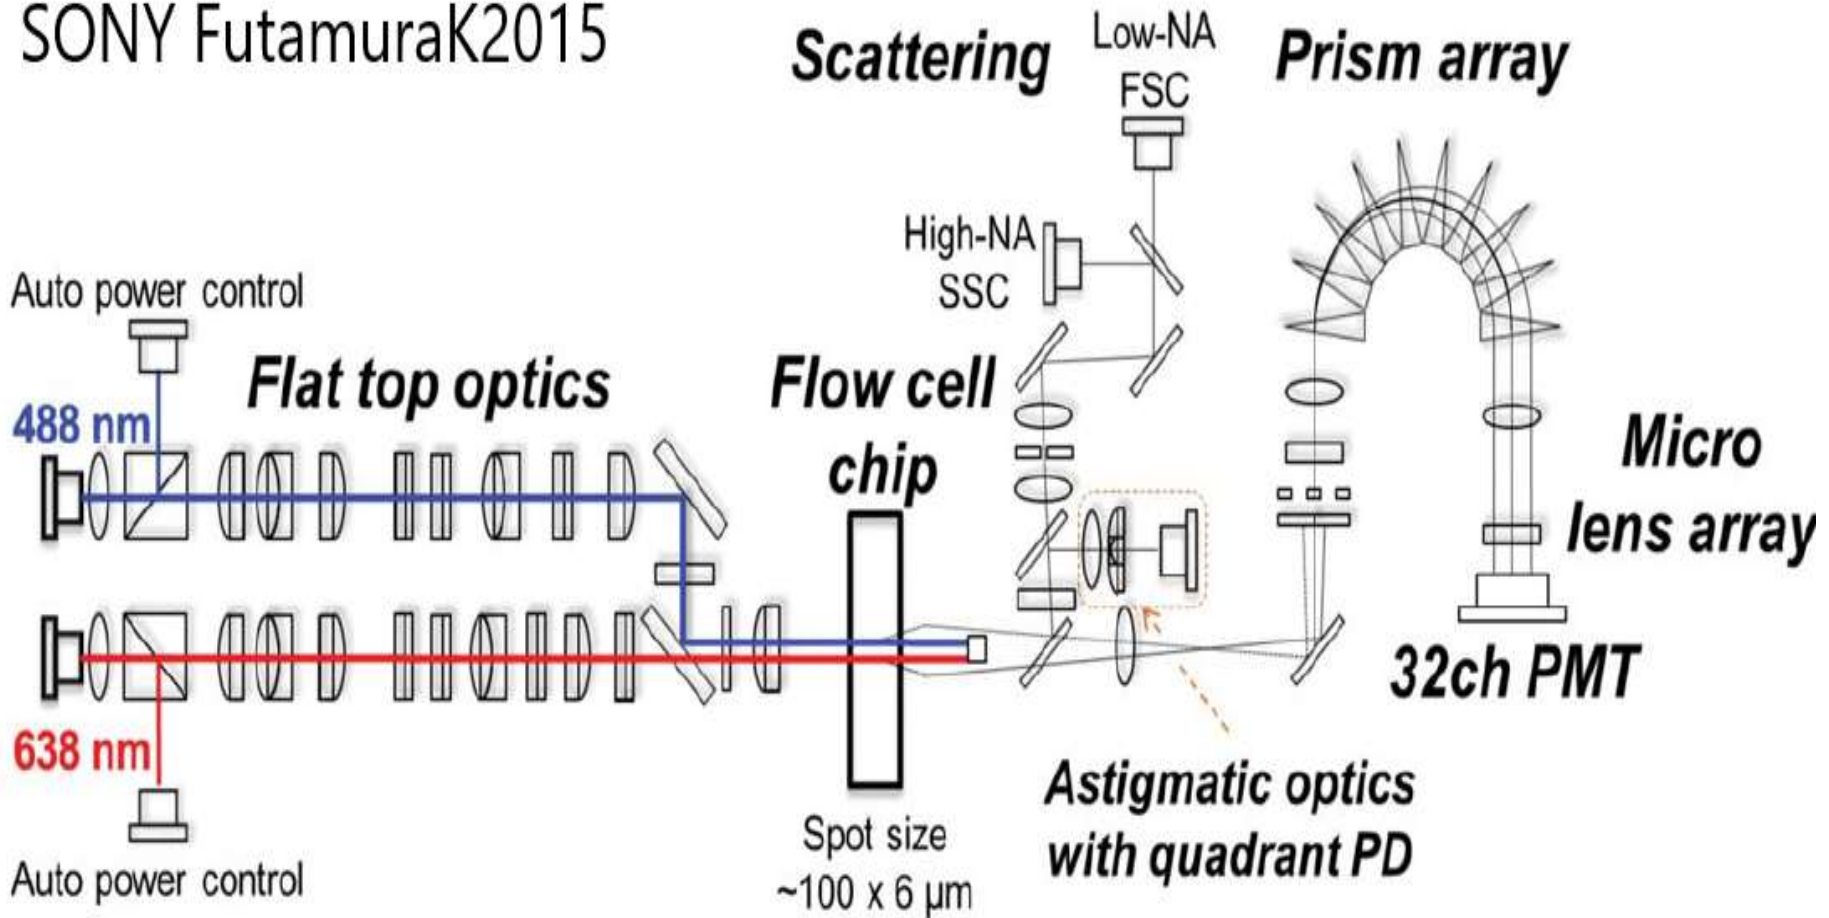 SONY FutamuraK2015
Scattering
Low-NA
FSC
Prism array
High-NA
SSC
Auto power control
Flat top optics
Flow cell
chip
488 nm
Micro
lens array
32ch PMT
638 nm
Astigmatic optics
with quadrant PD
Spot size
~100 x 6 µm
Auto power control